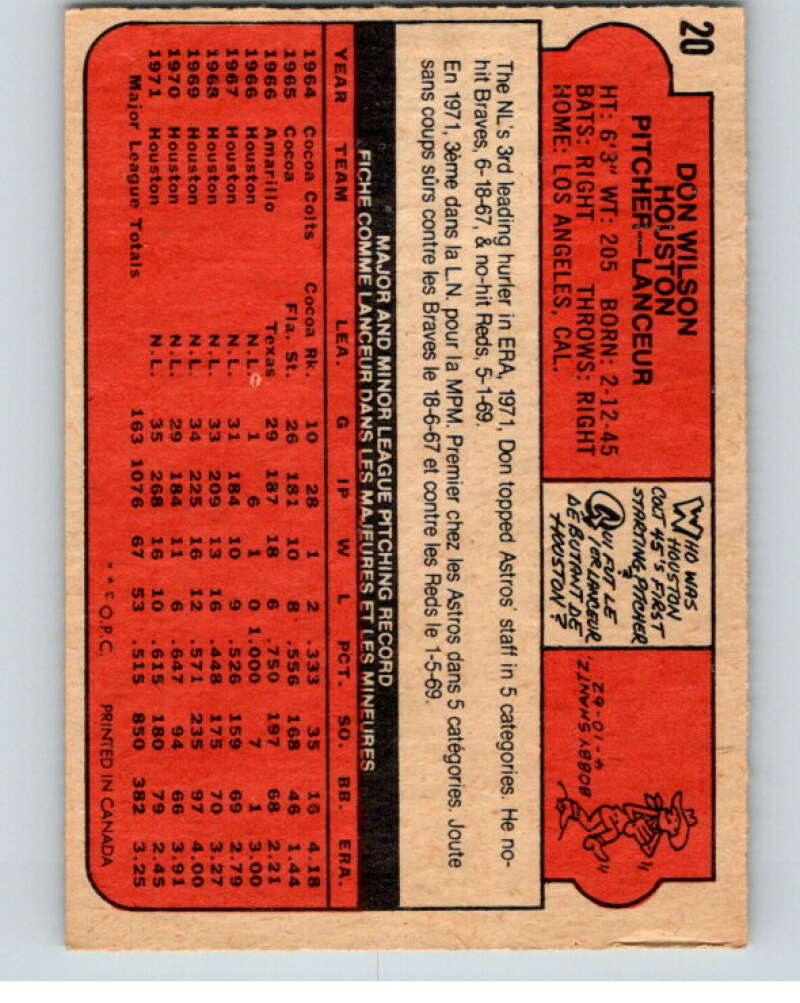 20
DON WILSON
HOUSTON
PITCHER—LANCEUR
HT: 6'3" WT: 205 BORN: 2-12-45
BATS: RIGHT THROWS: RIGHT
HOME: LOS ANGELES, CAL.
WHO WAS
HOUSTON
COLT 45'S FIRST
STARTING PITCHER
?
QUI FUT LE
1ER LANCEUR
DÉBUTANT DE
HOUSTON?
4-10-62
BOBBY SHANTZ,
The NL's 3rd leading hurler in ERA, 1971, Don topped Astros' staff in 5 categories. He no-
hit Braves, 6-18-67, & no-hit Reds, 5-1-69.
En 1971, 3ème dans la L.N. pour la MPM. Premier chez les Astros dans 5 catégories. Joute
sans coups sûrs contre les Braves le 18-6-67 et contre les Reds le 1-5-69.
MAJOR AND MINOR LEAGUE PITCHING RECORD
FICHE COMME LANCEUR DANS LES MAJEURES ET LES MINEURES
YEAR TEAM LEA. G IP W L PCT. SO. BB. ERA.
1964 Cocoa Colts Cocoa Rk. 10 28 1 2 .333 35 16 4.18
1965 Cocoa Fla. St. 26 181 10 8 .556 168 46 1.44
1966 Amarillo Texas 29 187 18 6 .750 197 68 2.21
1966 Houston N.L. 1 6 1 0 1.000 7 1 3.00
1967 Houston N.L. 31 184 10 9 .526 159 69 2.79
1968 Houston N.L. 33 209 13 16 .448 175 70 3.27
1969 Houston N.L. 34 225 16 12 .571 235 97 4.00
1970 Houston N.L. 29 184 11 6 .647 94 66 3.91
1971 Houston N.L. 35 268 16 10 .615 180 79 2.45
Major League Totals 163 1076 67 53 .515 850 382 3.25
* * © O.P.C. PRINTED IN CANADA